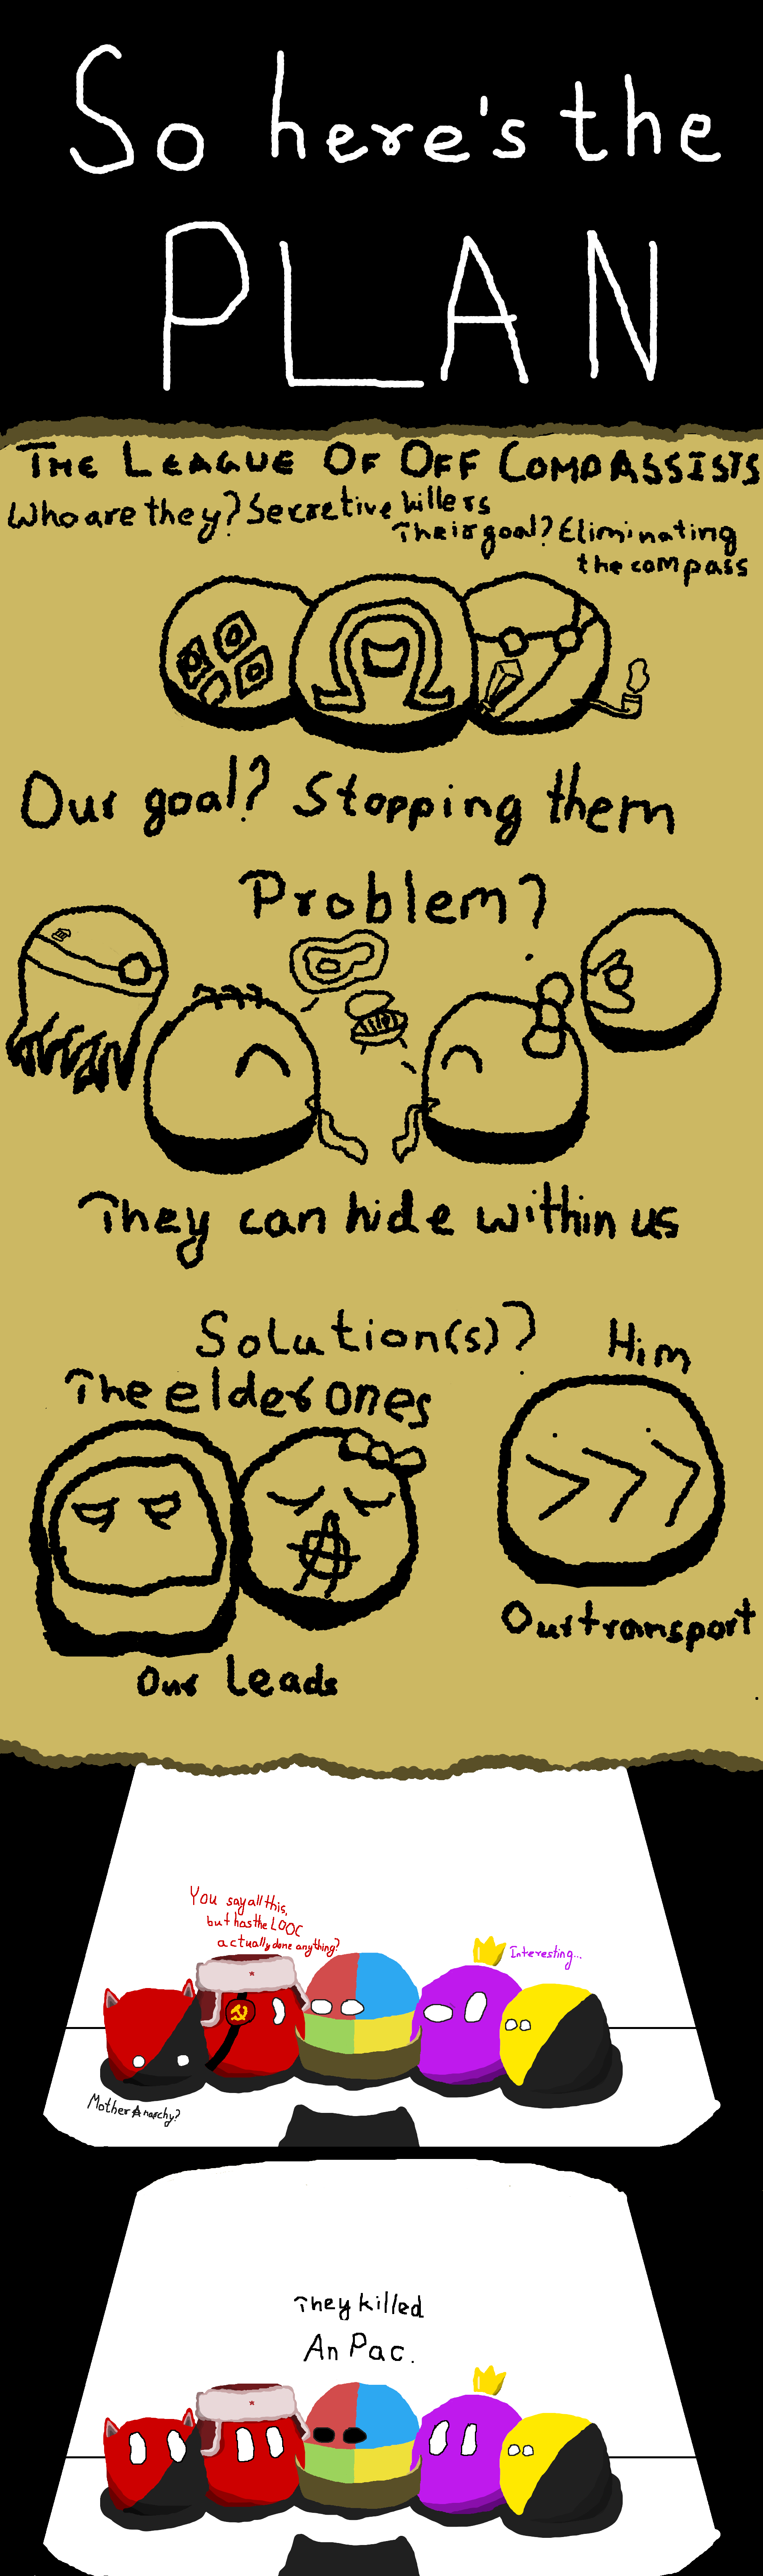 So here's the
PLAN
THE LEAGUE OF OFF COMPASSISTS
Who are they? Secretive killers
Their goal? Eliminating
the compass
Our goal? Stopping them
Problem?
They can hide within us
Solution(s)?
Him
The elder ones
Our transport
Our Leads
You say all this,
but has the LOOC
actually done anything?
Interesting...
Mother Anarchy?
They killed
An Pac.